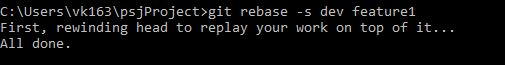 C:\Users\vk163\psjProject>git rebase -s dev feature1
First, rewinding head to replay your work on top of it...
All done.